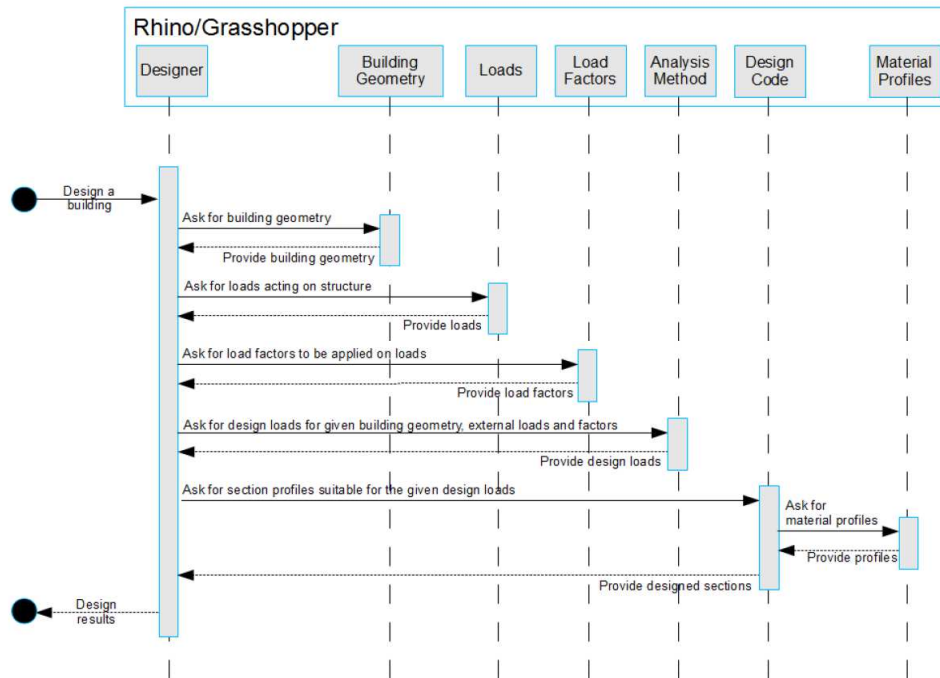 Rhino/Grasshopper
Designer
Building
Geometry
Loads
Load
Factors
Analysis
Method
Design
Code
Material
Profiles
Design a
building
Ask for building geometry
Provide building geometry
Ask for loads acting on structure
Provide loads
Ask for load factors to be applied on loads
Provide load factors
Ask for design loads for given building geometry, external loads and factors
Provide design loads
Ask for section profiles suitable for the given design loads
Ask for
material profiles
Provide profiles
Provide designed sections
Design
results